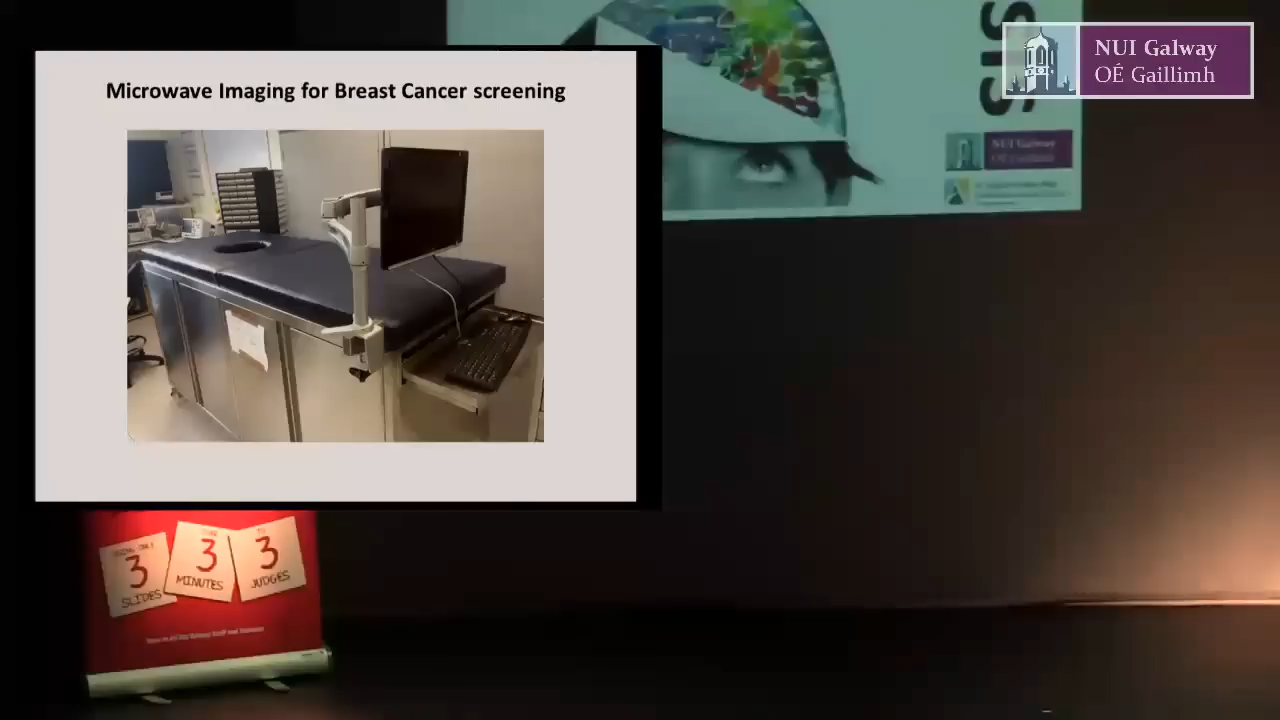 Microwave Imaging for Breast Cancer screening
NUI Galway
OÉ Gaillimh
SIS
NUI Galway
OÉ Gaillimh
3
SLIDES
3
MINUTES
3
JUDGES